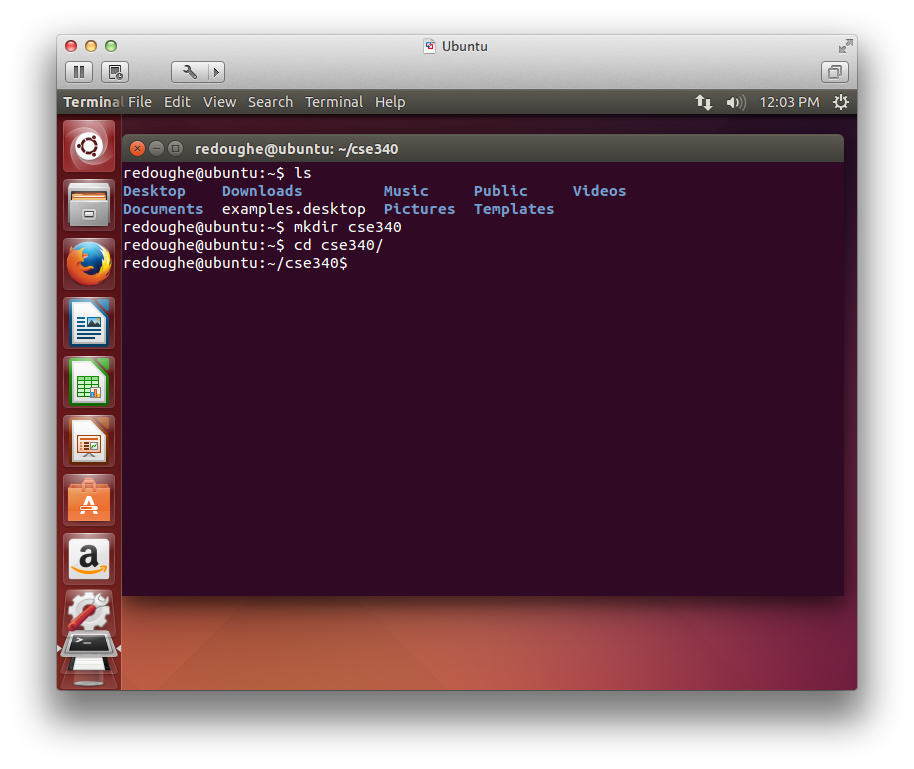 Ubuntu
Terminal File Edit View Search Terminal Help 12:03 PM
redoughe@ubuntu: ~/cse340
redoughe@ubuntu:~$ ls
Desktop Downloads Music Public Videos
Documents examples.desktop Pictures Templates
redoughe@ubuntu:~$ mkdir cse340
redoughe@ubuntu:~$ cd cse340/
redoughe@ubuntu:~/cse340$
A
a
>_